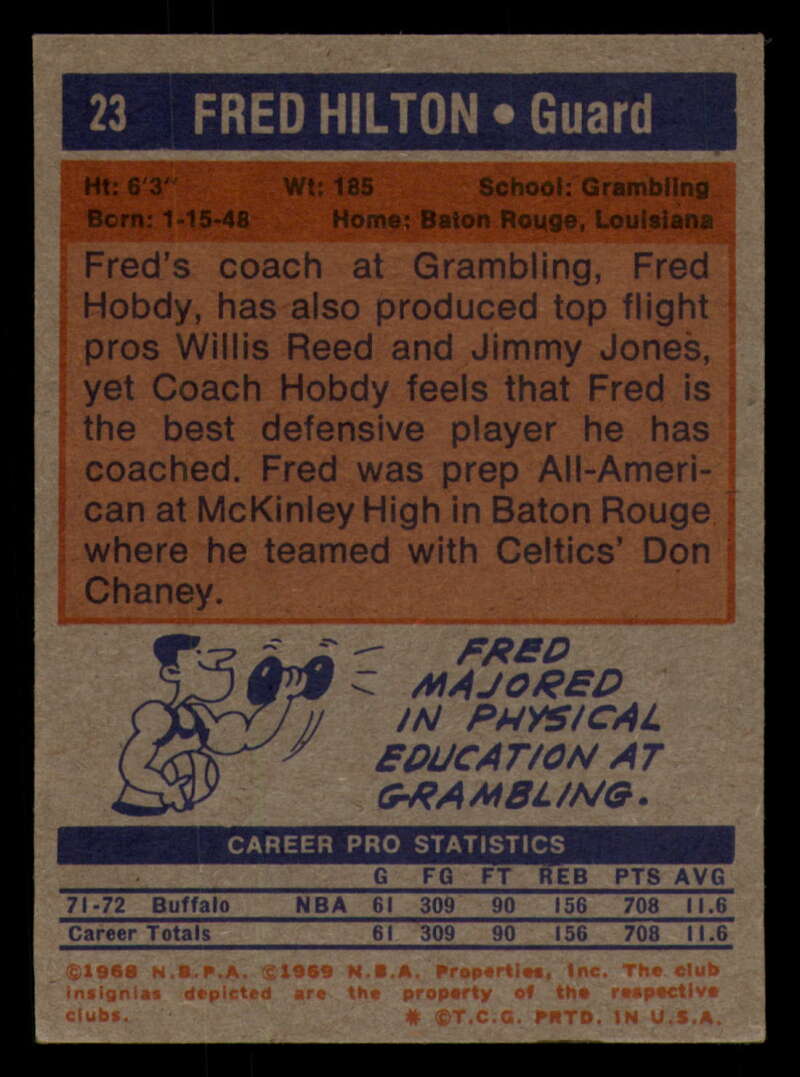 23 FRED HILTON • Guard
Ht: 6'3" Wt: 185 School: Grambling
Born: 1-15-48 Home: Baton Rouge, Louisiana
Fred's coach at Grambling, Fred
Hobdy, has also produced top flight
pros Willis Reed and Jimmy Jones,
yet Coach Hobdy feels that Fred is
the best defensive player he has
coached. Fred was prep All-Ameri-
can at McKinley High in Baton Rouge
where he teamed with Celtics' Don
Chaney.
FRED
MAJORED
IN PHYSICAL
EDUCATION AT
GRAMBLING.
CAREER PRO STATISTICS
G FG FT REB PTS AVG
71-72 Buffalo NBA 61 309 90 156 708 11.6
Career Totals 61 309 90 156 708 11.6
©1968 N.B.P.A. ©1969 N.B.A. Properties, Inc. The club
insignias depicted are the property of the respective
clubs. * ©T.C.G. PRTD. IN U.S.A.